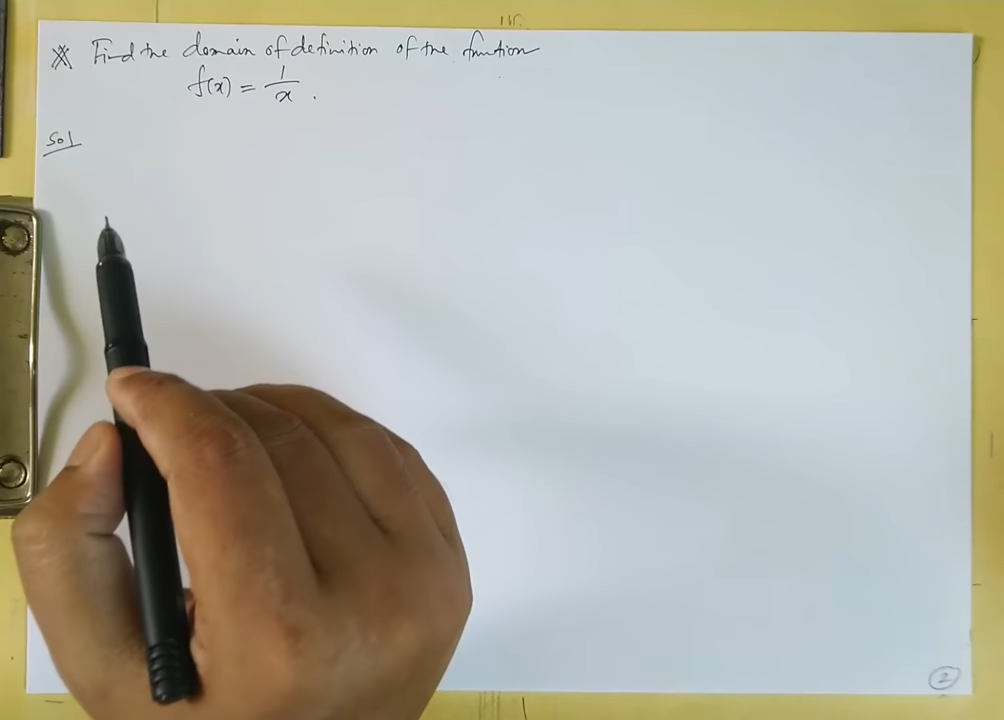 ※ Find the domain of definition of the function
f(x) = 1/x .
Sol
2